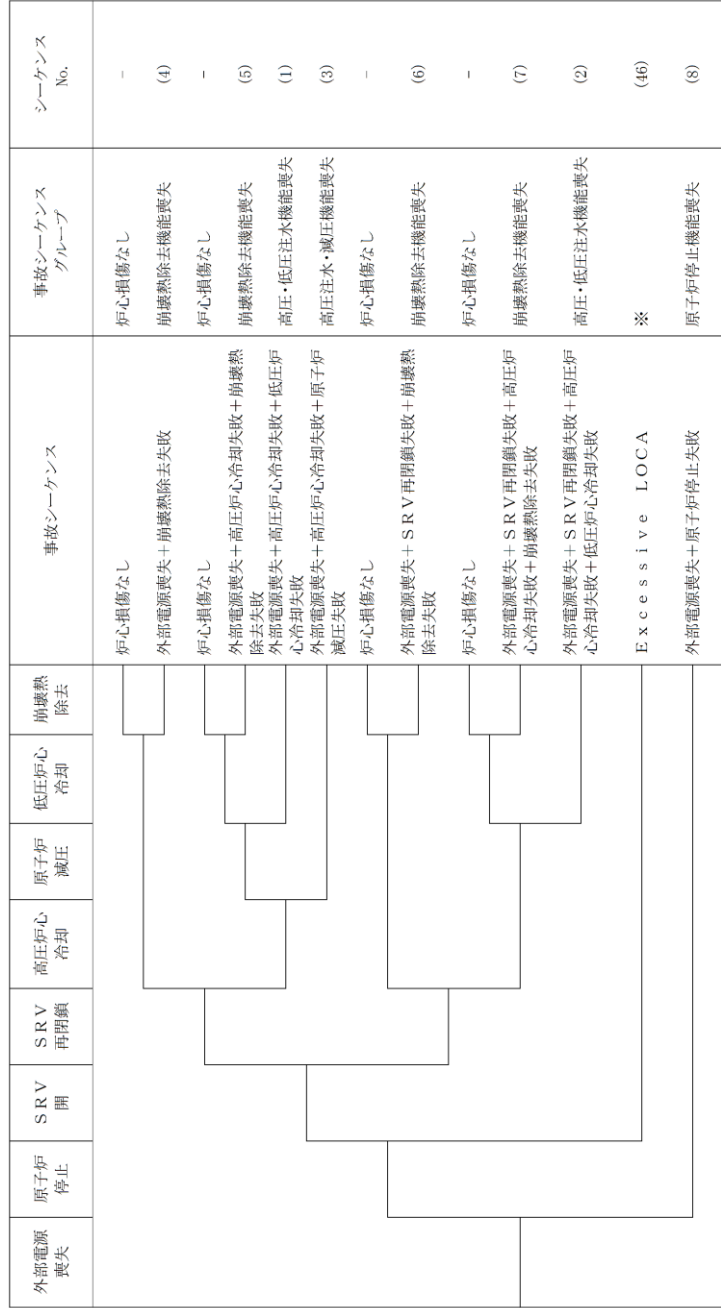 外部電源
喪失
原子炉
停止
ＳＲＶ
開
ＳＲＶ
再閉鎖
高圧炉心
冷却
原子炉
減圧
低圧炉心
冷却
崩壊熱
除去
事故シーケンス
事故シーケンス
グループ
シーケンス
No.
炉心損傷なし
炉心損傷なし
－
外部電源喪失＋崩壊熱除去失敗
崩壊熱除去機能喪失
(4)
炉心損傷なし
炉心損傷なし
－
外部電源喪失＋高圧炉心冷却失敗＋崩壊熱
除去失敗
崩壊熱除去機能喪失
(5)
外部電源喪失＋高圧炉心冷却失敗＋低圧炉
心冷却失敗
高圧・低圧注水機能喪失
(1)
外部電源喪失＋高圧炉心冷却失敗＋原子炉
減圧失敗
高圧注水・減圧機能喪失
(3)
炉心損傷なし
炉心損傷なし
－
外部電源喪失＋ＳＲＶ再閉鎖失敗＋崩壊熱
除去失敗
崩壊熱除去機能喪失
(6)
炉心損傷なし
炉心損傷なし
－
外部電源喪失＋ＳＲＶ再閉鎖失敗＋高圧炉
心冷却失敗＋崩壊熱除去失敗
崩壊熱除去機能喪失
(7)
外部電源喪失＋ＳＲＶ再閉鎖失敗＋高圧炉
心冷却失敗＋低圧炉心冷却失敗
高圧・低圧注水機能喪失
(2)
Ｅｘｃｅｓｓｉｖｅ ＬＯＣＡ
※
(46)
外部電源喪失＋原子炉停止失敗
原子炉停止機能喪失
(8)